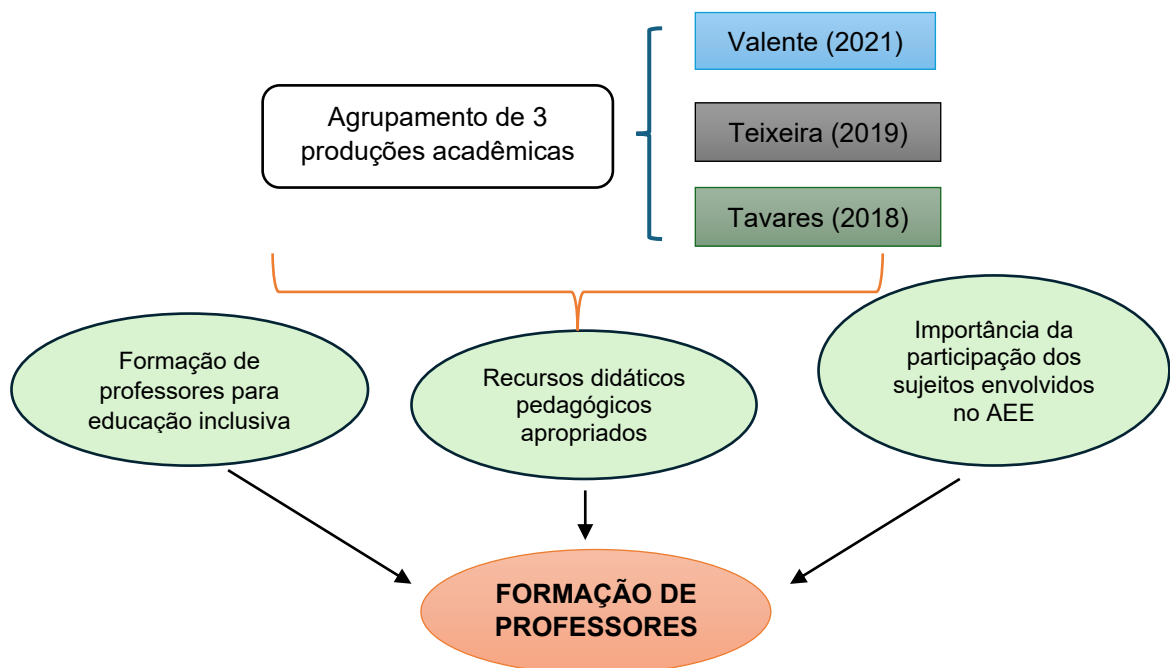 Valente (2021)
Agrupamento de 3
produções acadêmicas
Teixeira (2019)
Tavares (2018)
Formação de
professores para
educação inclusiva
Recursos didáticos
pedagógicos
apropriados
Importância da
participação dos
sujeitos envolvidos
no AEE
FORMAÇÃO DE
PROFESSORES